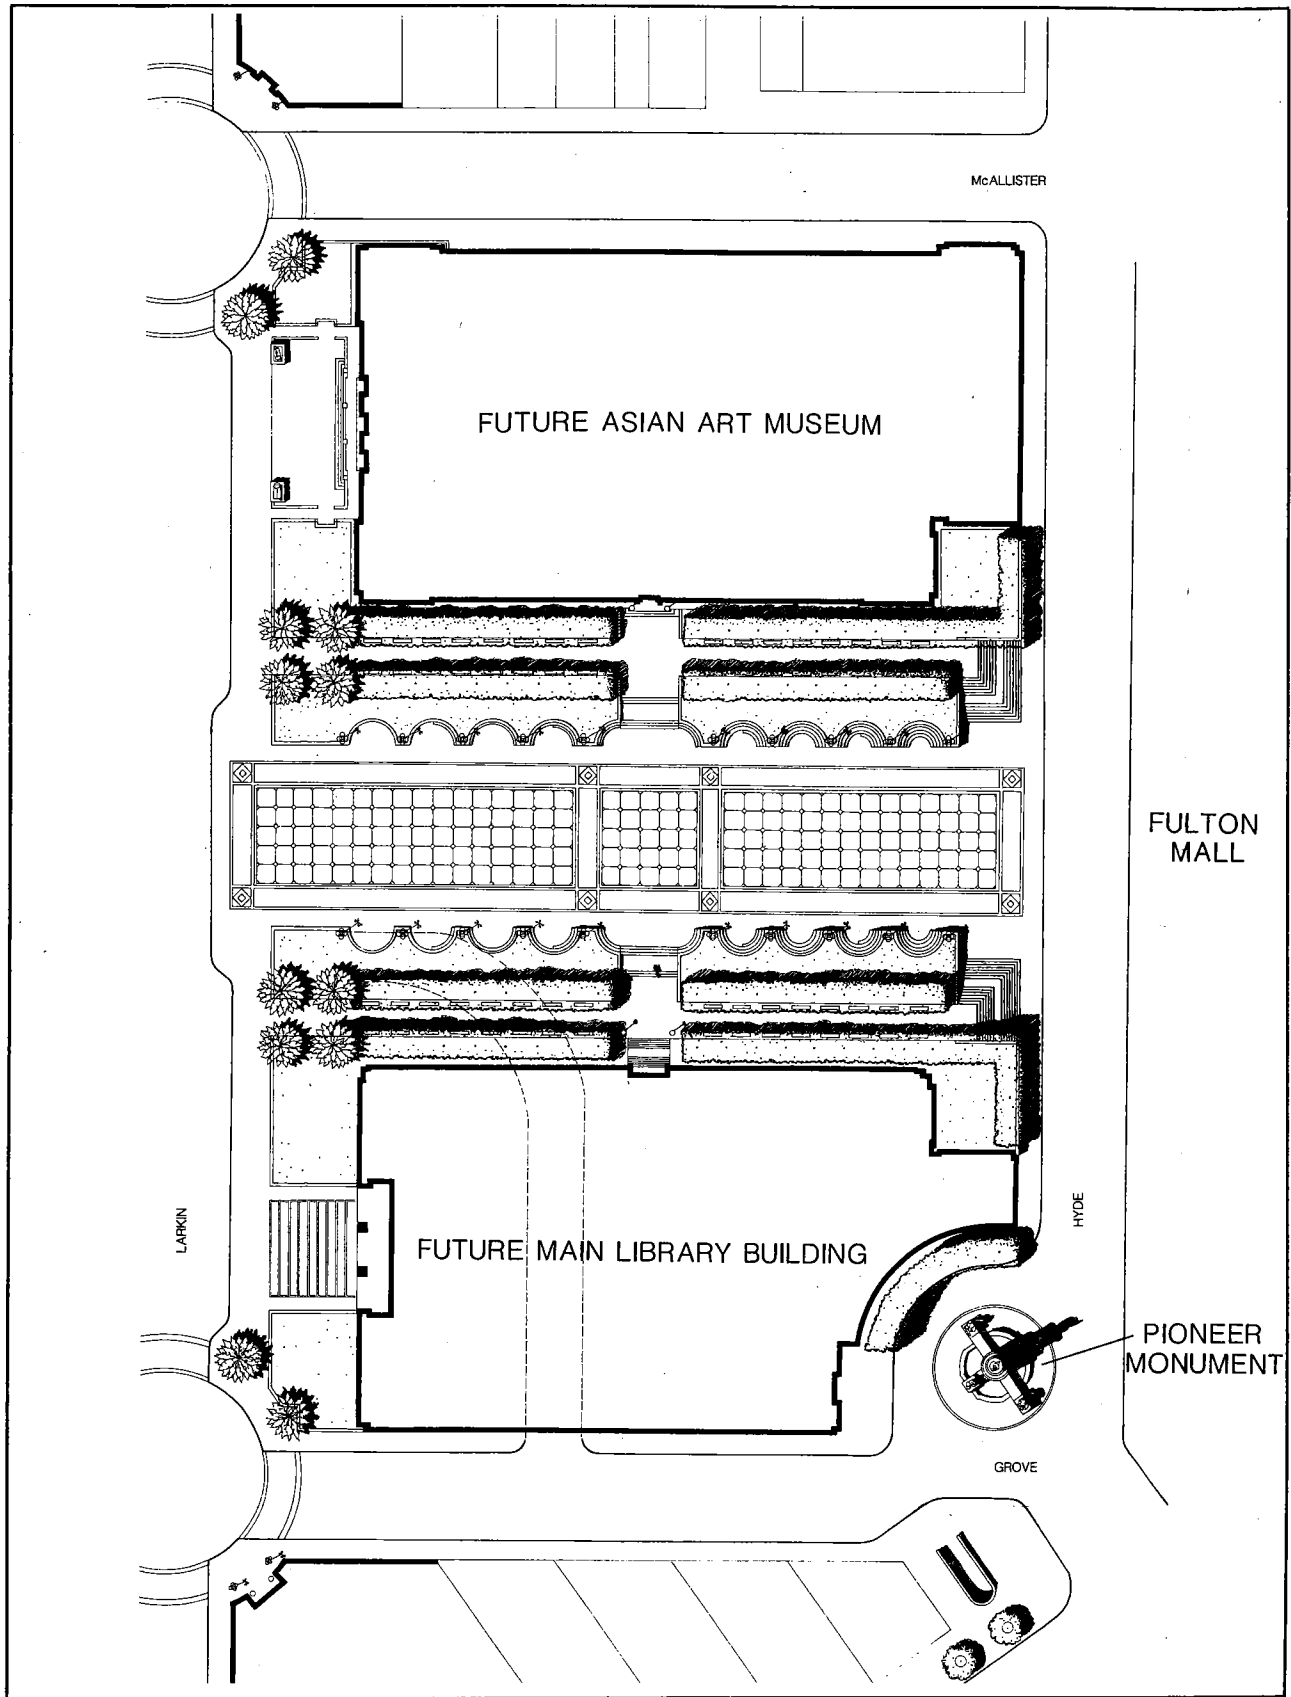 McALLISTER
FUTURE ASIAN ART MUSEUM
FULTON
MALL
LARKIN
HYDE
FUTURE MAIN LIBRARY BUILDING
PIONEER
MONUMENT
GROVE